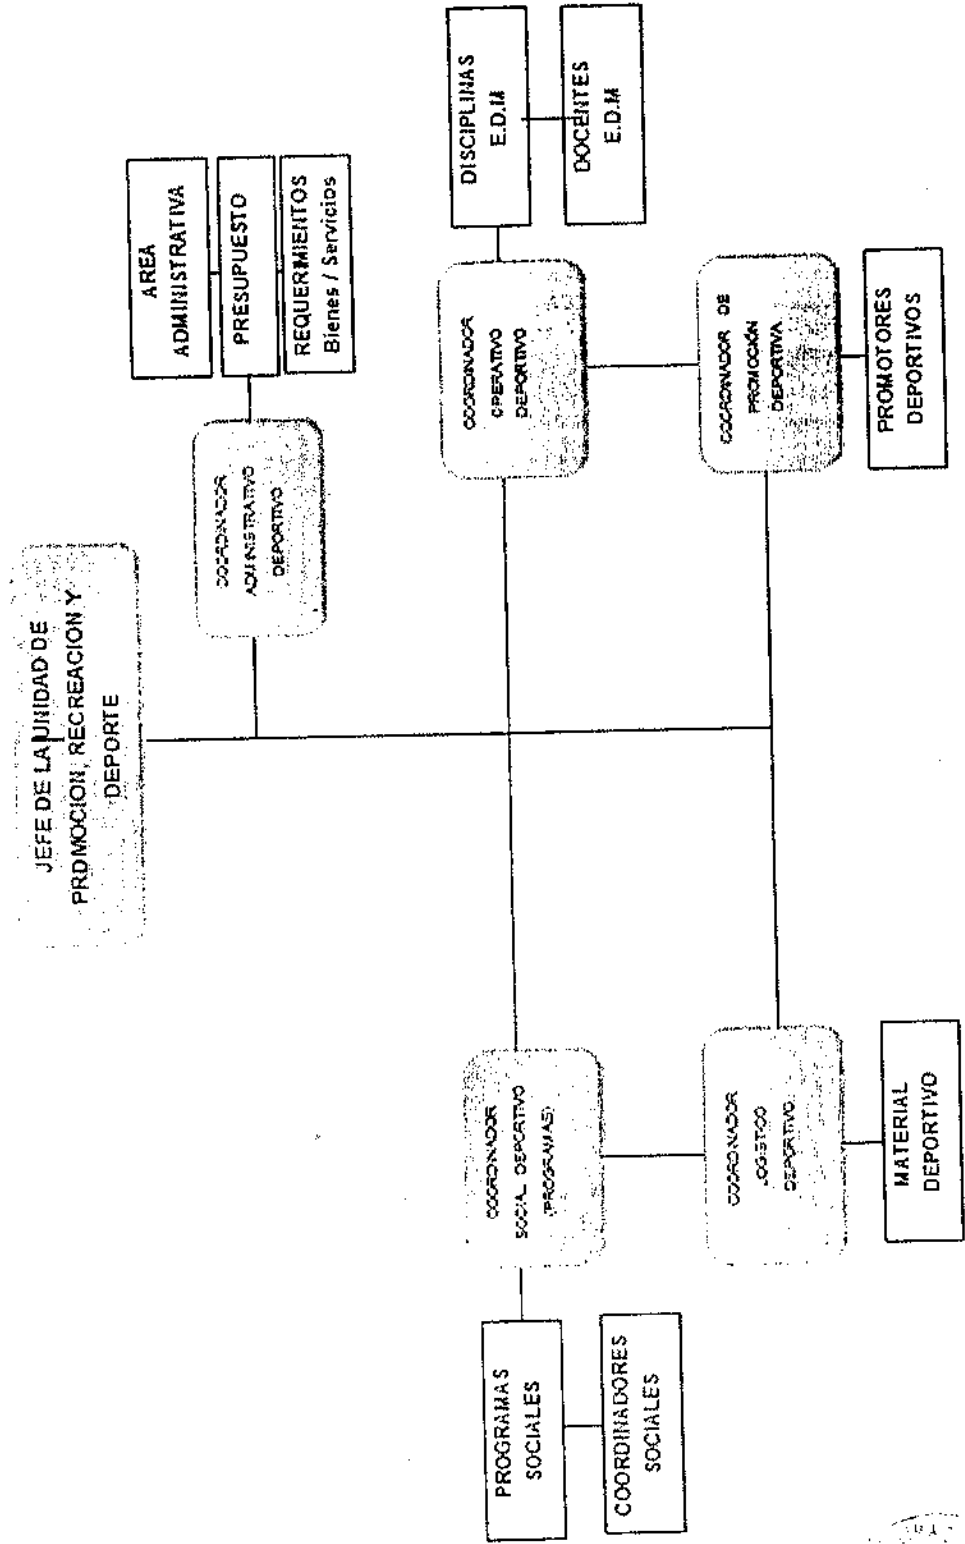 JEFE DE LA UNIDAD DE
PROMOCION, RECREACION Y
DEPORTE
COORDINADOR
ADMINISTRATIVO
DEPORTIVO
AREA
ADMINISTRATIVA
PRESUPUESTO
REQUERIMIENTOS
Bienes / Servicios
COORDINADOR
SOCIAL DEPORTIVO
(PROGRAMAS)
PROGRAMAS
SOCIALES
COORDINADORES
SOCIALES
COORDINADOR
OPERATIVO
DEPORTIVO
DISCIPLINAS
E.D.M
DOCENTES
E.D.M
COORDINADOR
LOGISTICO
DEPORTIVO
MATERIAL
DEPORTIVO
COORDINADOR DE
PROMOCIÓN
DEPORTIVA
PROMOTORES
DEPORTIVOS